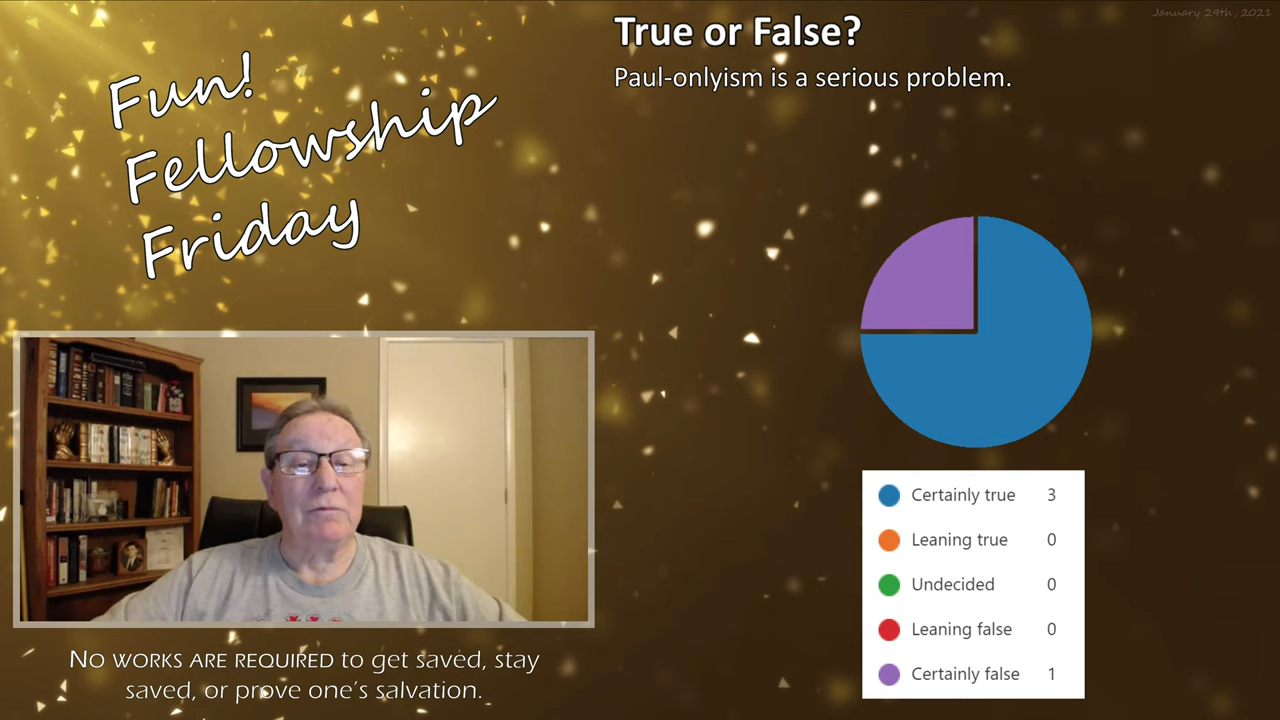 January 29th, 2021
True or False?
Paul-onlyism is a serious problem.
Fun!
Fellowship
Friday
Certainly true 3
Leaning true 0
Undecided 0
Leaning false 0
Certainly false 1
NO WORKS ARE REQUIRED to get saved, stay
saved, or prove one's salvation.